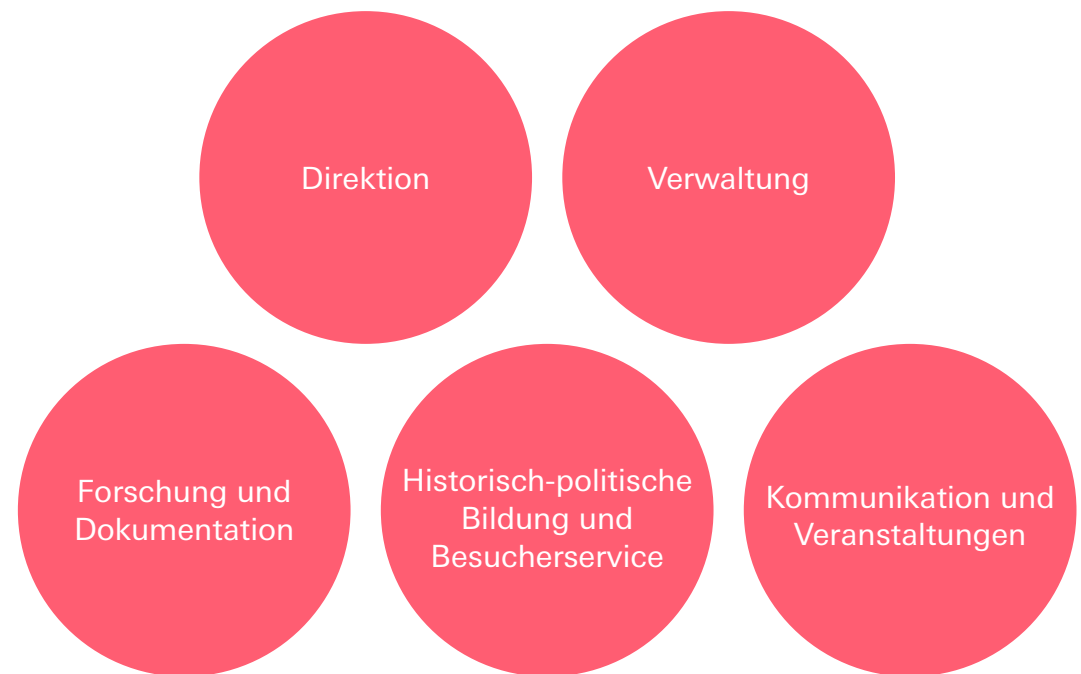 Direktion
Verwaltung
Forschung und
Dokumentation
Historisch-politische
Bildung und
Besucherservice
Kommunikation und
Veranstaltungen